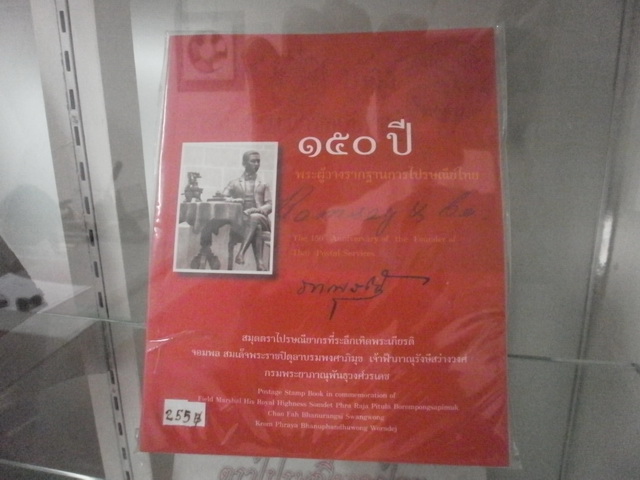 ๑๕๐ ปี
พระผู้วางรากฐานการไปรษณีย์ไทย
The 150th Anniversary of the Founder of
Thai Postal Services
สมุดตราไปรษณียากรที่ระลึกเทิดพระเกียรติ
จอมพล สมเด็จพระราชปิตุลาบรมพงศาภิมุข เจ้าฟ้าภาณุรังษีสว่างวงศ์
กรมพระยาภาณุพันธุวงศ์วรเดช
Postage Stamp Book in commemoration of
Field Marshal His Royal Highness Somdet Phra Raja Pitula Borompongsapimuk
Chao Fah Bhanurangsi Swangwong
Krom Phraya Bhanuphandhuwong Woradej